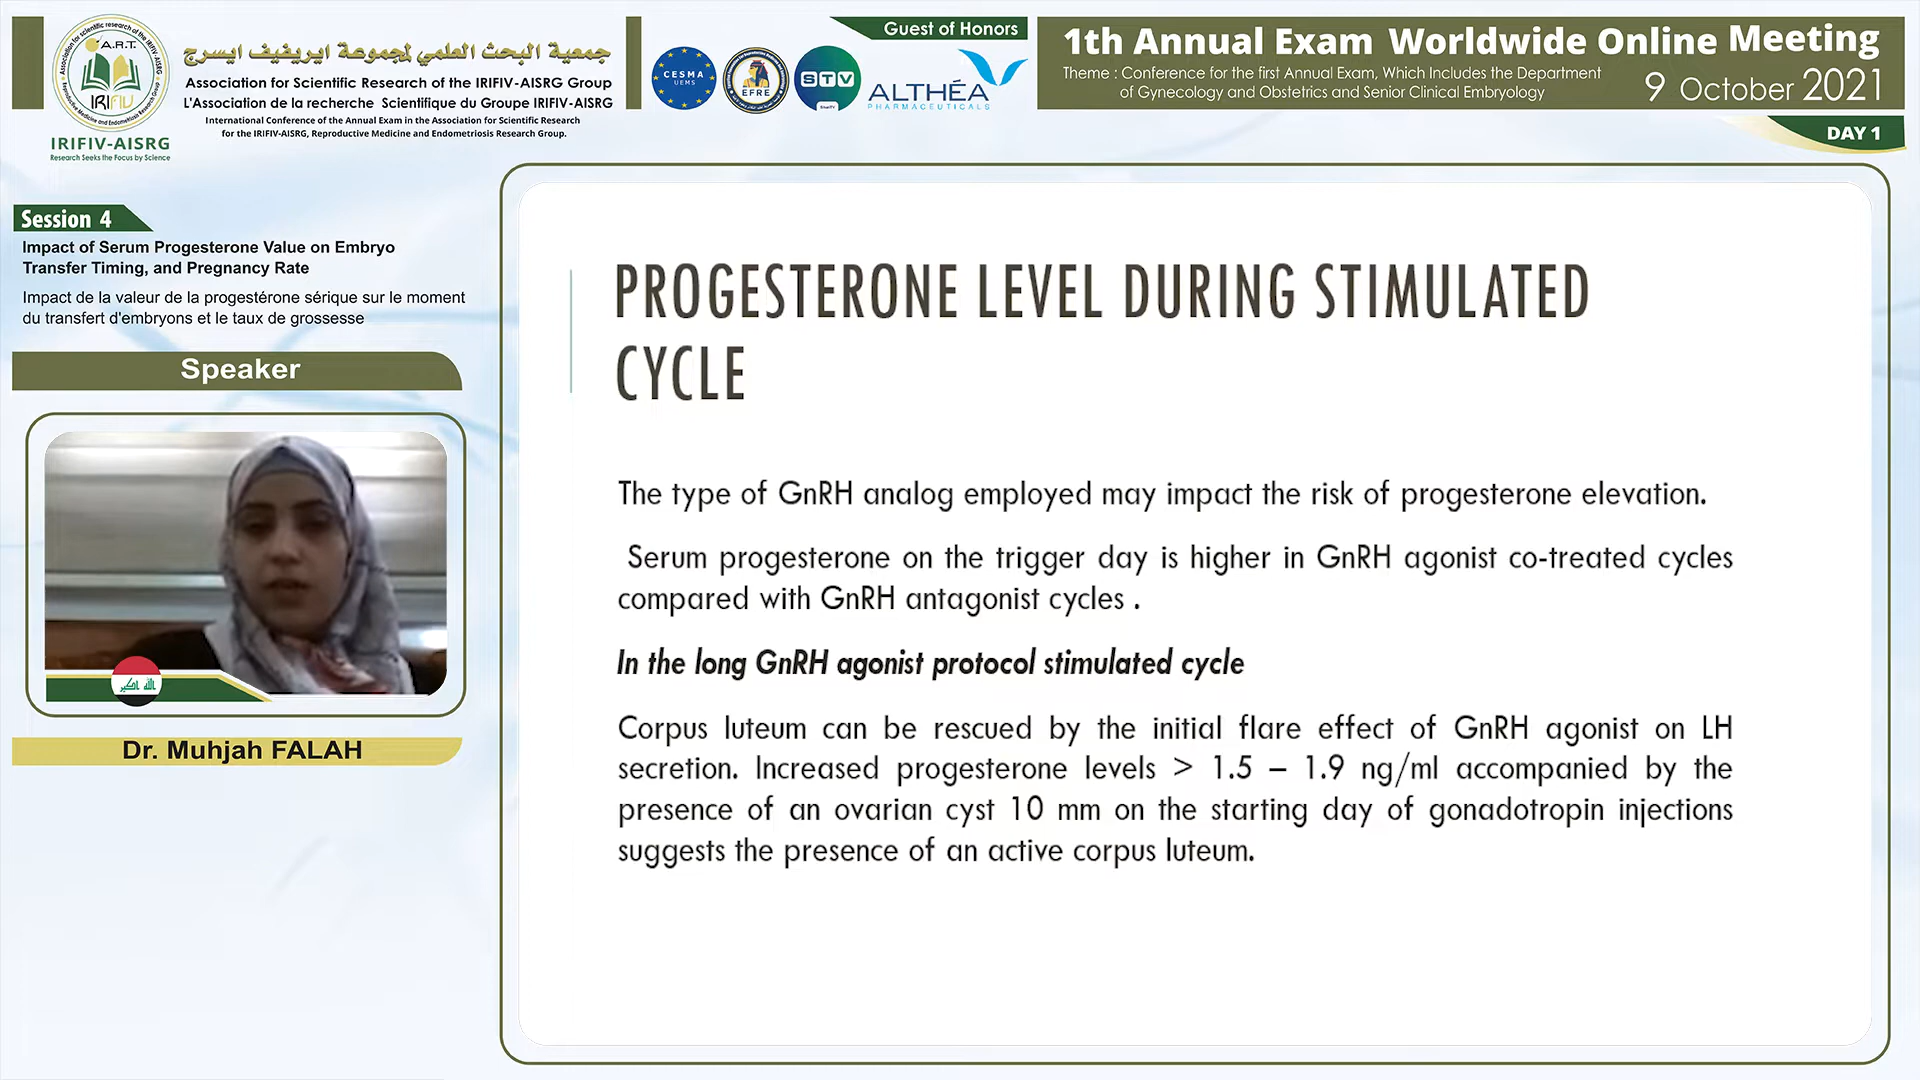 A.R.T.
IRIFIV
IRIFIV-AISRG
Research Seeks the Focus by Science
جمعية البحث العلمي لمجموعة ايريفيف ايسرج
Association for Scientific Research of the IRIFIV-AISRG Group
L'Association de la recherche Scientifique du Groupe IRIFIV-AISRG
International Conference of the Annual Exam in the Association for Scientific Research
for the IRIFIV-AISRG, Reproductive Medicine and Endometriosis Research Group.
Guest of Honors
CESMA
UEMS
EFRE
STV
ALTHÉA
PHARMACEUTICALS
1th Annual Exam Worldwide Online Meeting
Theme : Conference for the first Annual Exam, Which Includes the Department
of Gynecology and Obstetrics and Senior Clinical Embryology
9 October 2021
DAY 1
Session 4
Impact of Serum Progesterone Value on Embryo
Transfer Timing, and Pregnancy Rate
Impact de la valeur de la progestérone sérique sur le moment
du transfert d'embryons et le taux de grossesse
Speaker
الله اكبر
Dr. Muhjah FALAH
PROGESTERONE LEVEL DURING STIMULATED
CYCLE
The type of GnRH analog employed may impact the risk of progesterone elevation.
Serum progesterone on the trigger day is higher in GnRH agonist co-treated cycles
compared with GnRH antagonist cycles .
In the long GnRH agonist protocol stimulated cycle
Corpus luteum can be rescued by the initial flare effect of GnRH agonist on LH
secretion. Increased progesterone levels > 1.5 – 1.9 ng/ml accompanied by the
presence of an ovarian cyst 10 mm on the starting day of gonadotropin injections
suggests the presence of an active corpus luteum.